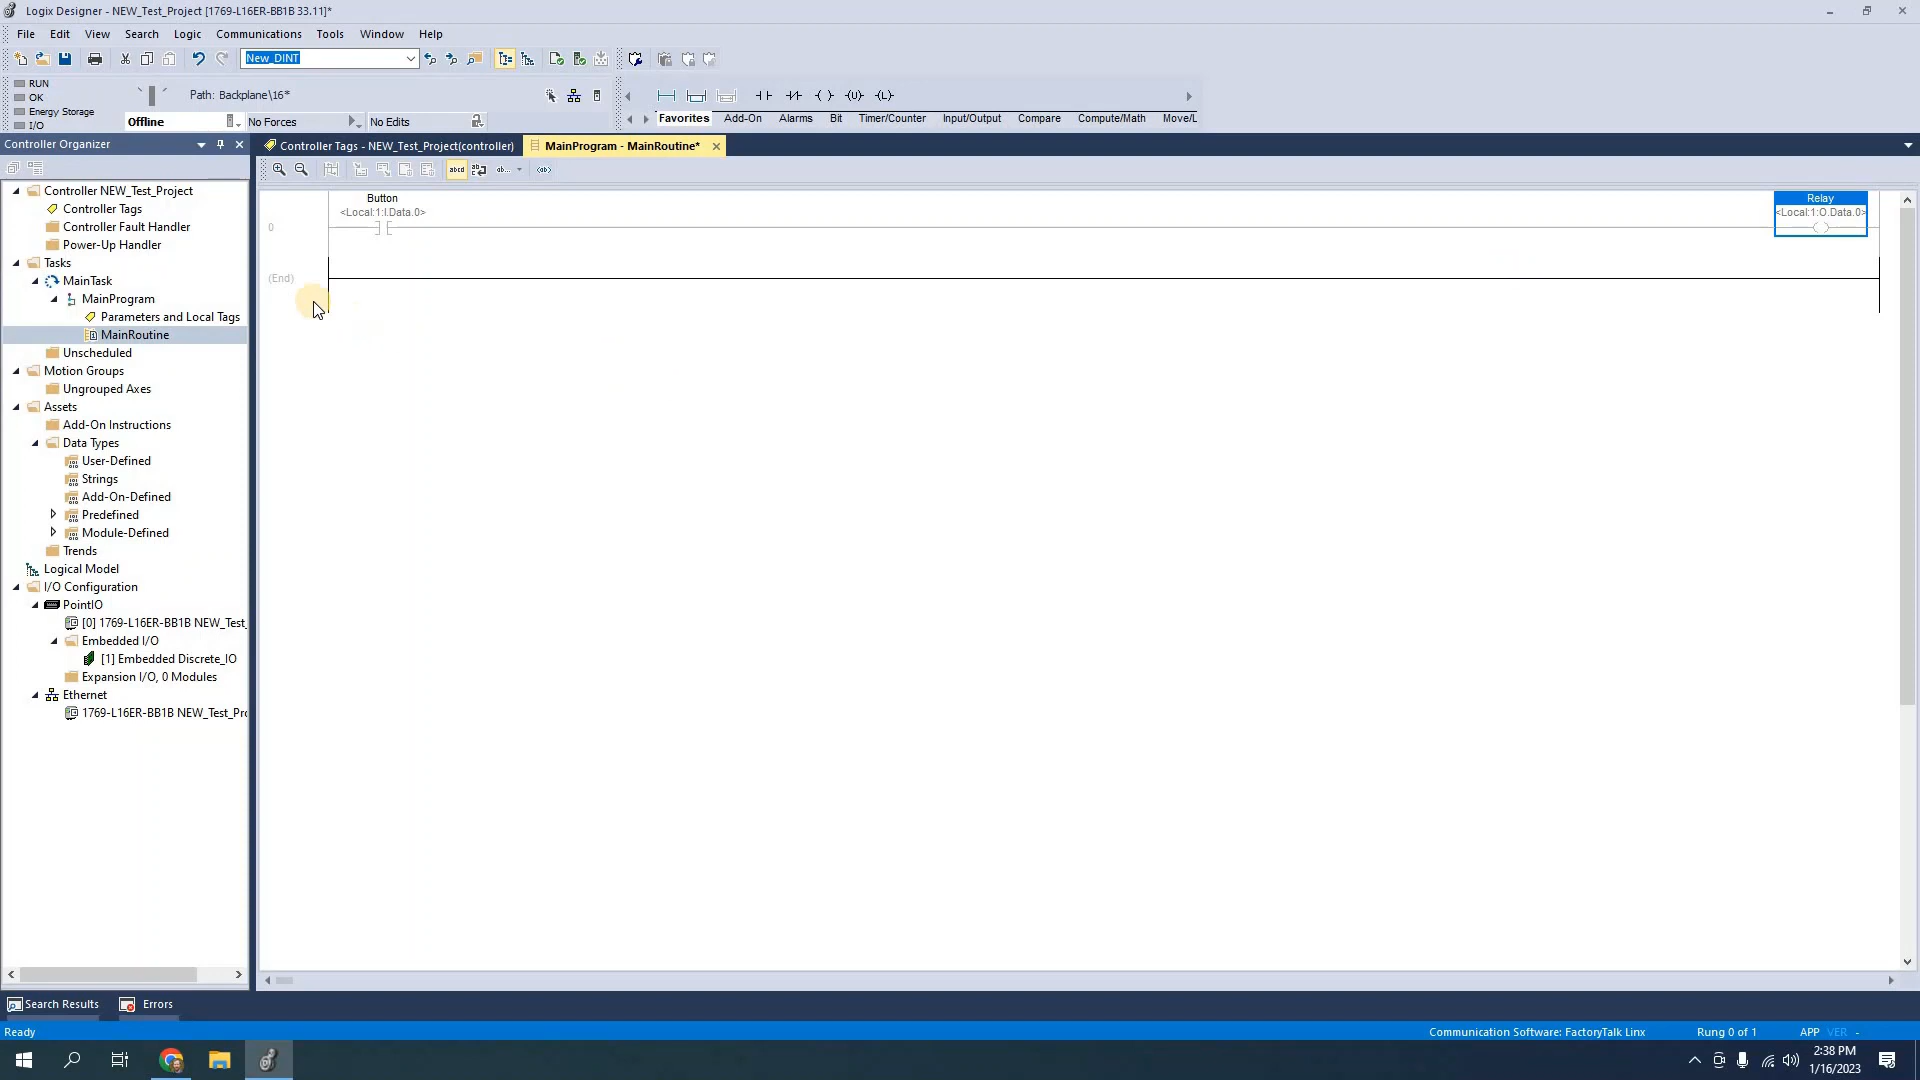 Logix Designer - NEW_Test_Project [1769-L16ER-BB1B 33.11]*
File Edit View Search Logic Communications Tools Window Help
New_DINT
RUN
OK
Energy Storage
I/O
Path: Backplane\16*
Offline
No Forces
No Edits
Favorites Add-On Alarms Bit Timer/Counter Input/Output Compare Compute/Math Move/L
Controller Organizer
Controller Tags - NEW_Test_Project(controller)
MainProgram - MainRoutine*
Controller NEW_Test_Project
Controller Tags
Controller Fault Handler
Power-Up Handler
Tasks
MainTask
MainProgram
Parameters and Local Tags
MainRoutine
Unscheduled
Motion Groups
Ungrouped Axes
Assets
Add-On Instructions
Data Types
User-Defined
Strings
Add-On-Defined
Predefined
Module-Defined
Trends
Logical Model
I/O Configuration
PointIO
[0] 1769-L16ER-BB1B NEW_Test_
Embedded I/O
[1] Embedded Discrete_IO
Expansion I/O, 0 Modules
Ethernet
1769-L16ER-BB1B NEW_Test_Pro
Button
<Local:1:I.Data.0>
0
Relay
<Local:1:O.Data.0>
(End)
Search Results
Errors
Ready
Communication Software: FactoryTalk Linx
Rung 0 of 1
APP VER -
2:38 PM
1/16/2023